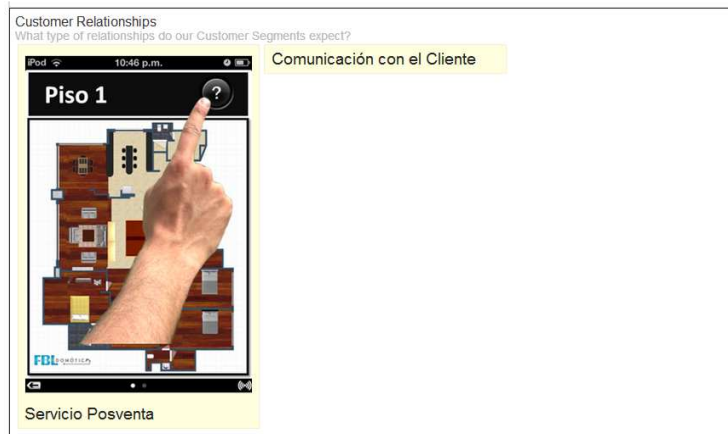 Customer Relationships
What type of relationships do our Customer Segments expect?
Comunicación con el Cliente
iPod 10:46 p.m.
Piso 1 ?
FBL DOMÓTICA
Servicio Posventa